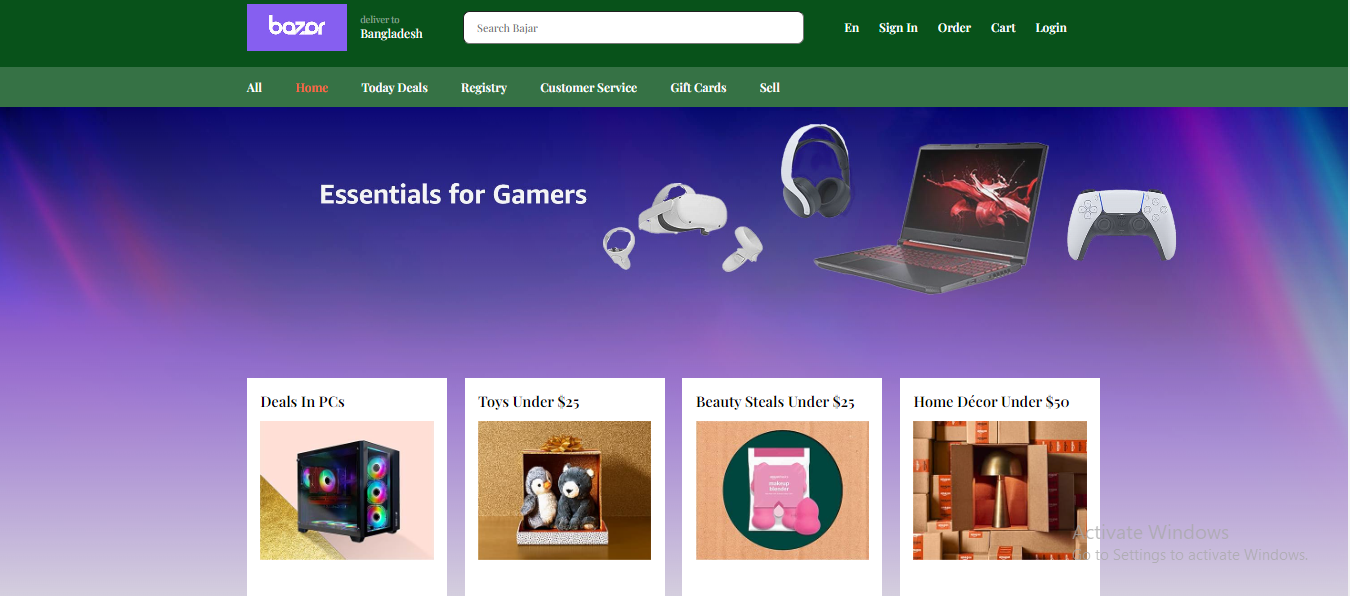 bazor
deliver to
Bangladesh
Search Bajar
En Sign In Order Cart Login
All Home Today Deals Registry Customer Service Gift Cards Sell
Essentials for Gamers
Deals In PCs
Toys Under $25
Beauty Steals Under $25
Home Décor Under $50
makeup
blender
Activate Windows
Go to Settings to activate Windows.